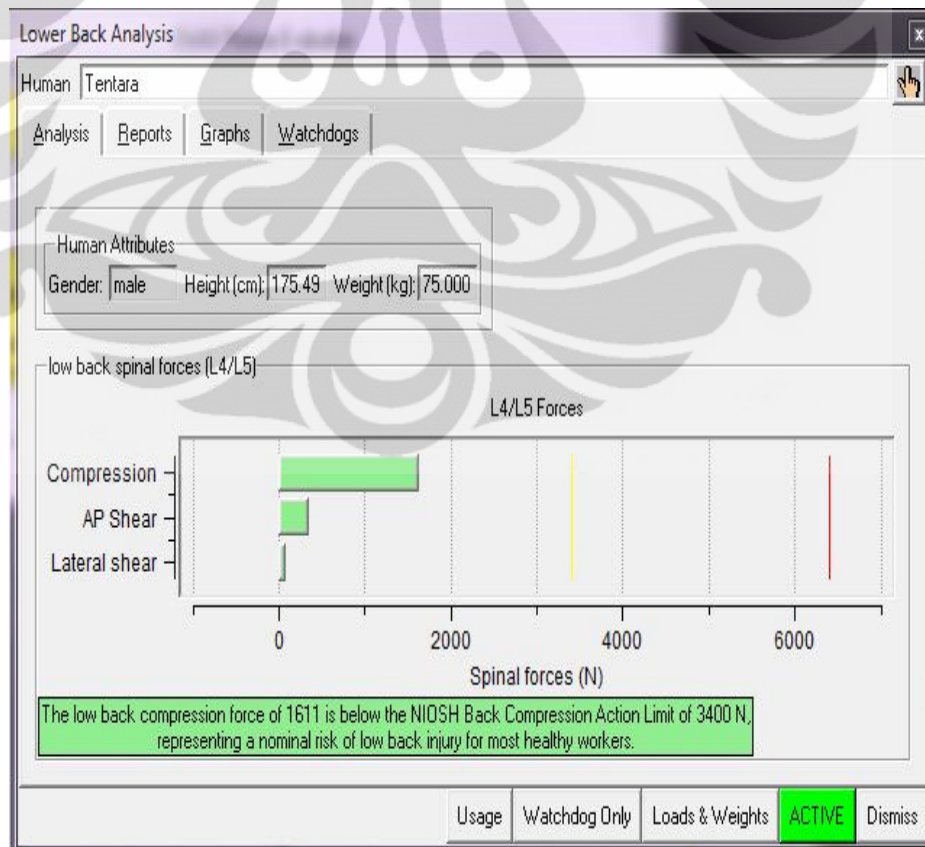 Lower Back Analysis
x
Human Tentara
Analysis Reports Graphs Watchdogs
Human Attributes
Gender: male Height (cm): 175.49 Weight (kg): 75.000
low back spinal forces (L4/L5)
L4/L5 Forces
Compression
AP Shear
Lateral shear
0 2000 4000 6000
Spinal forces (N)
The low back compression force of 1611 is below the NIOSH Back Compression Action Limit of 3400 N,
representing a nominal risk of low back injury for most healthy workers.
Usage Watchdog Only Loads & Weights ACTIVE Dismiss